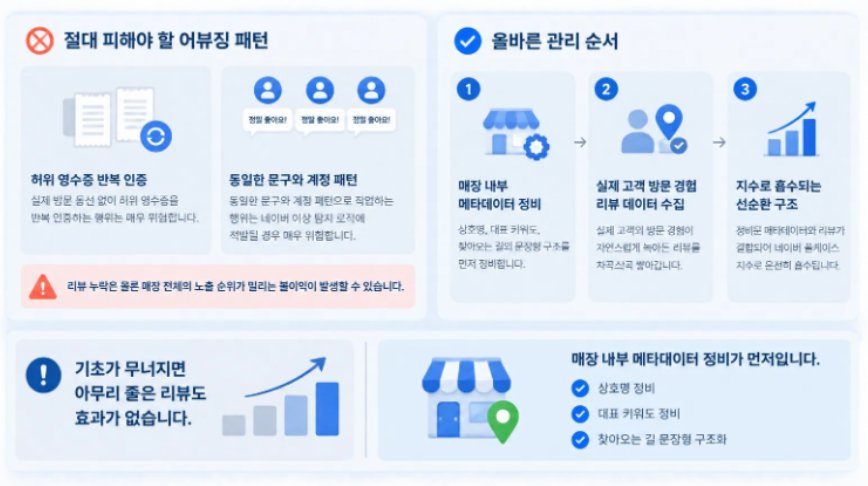 절대 피해야 할 어뷰징 패턴
허위 영수증 반복 인증
실제 방문 동선 없이 허위 영수증을
반복 인증하는 행위는 매우 위험합니다.
정말 좋아요!
정말 좋아요!
정말 좋아요!
동일한 문구와 계정 패턴
동일한 문구와 계정 패턴으로 작업하는
행위는 네이버 이상 탐지 로직에
적발될 경우 매우 위험합니다.
리뷰 누락은 물론 매장 전체의 노출 순위가 밀리는 불이익이 발생할 수 있습니다.
올바른 관리 순서
1
매장 내부
메타데이터 정비
상호명, 대표 키워드,
찾아오는 길의 문장형 구조를
먼저 정비합니다.
2
실제 고객 방문 경험
리뷰 데이터 수집
실제 고객의 방문 경험이
자연스럽게 녹아든 리뷰를
차곡차곡 쌓아갑니다.
3
지수로 흡수되는
선순환 구조
정비된 메타데이터와 리뷰가
결합되어 네이버 플레이스
지수로 온전히 흡수됩니다.
기초가 무너지면
아무리 좋은 리뷰도
효과가 없습니다.
매장 내부 메타데이터 정비가 먼저입니다.
상호명 정비
대표 키워드 정비
찾아오는 길 문장형 구조화